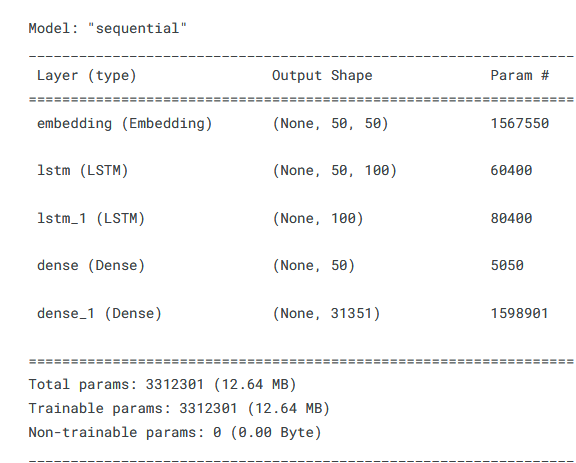 Model: "sequential"
_________________________________________________________________
Layer (type) Output Shape Param #
=================================================================
embedding (Embedding) (None, 50, 50) 1567550
lstm (LSTM) (None, 50, 100) 60400
lstm_1 (LSTM) (None, 100) 80400
dense (Dense) (None, 50) 5050
dense_1 (Dense) (None, 31351) 1598901
=================================================================
Total params: 3312301 (12.64 MB)
Trainable params: 3312301 (12.64 MB)
Non-trainable params: 0 (0.00 Byte)
_________________________________________________________________